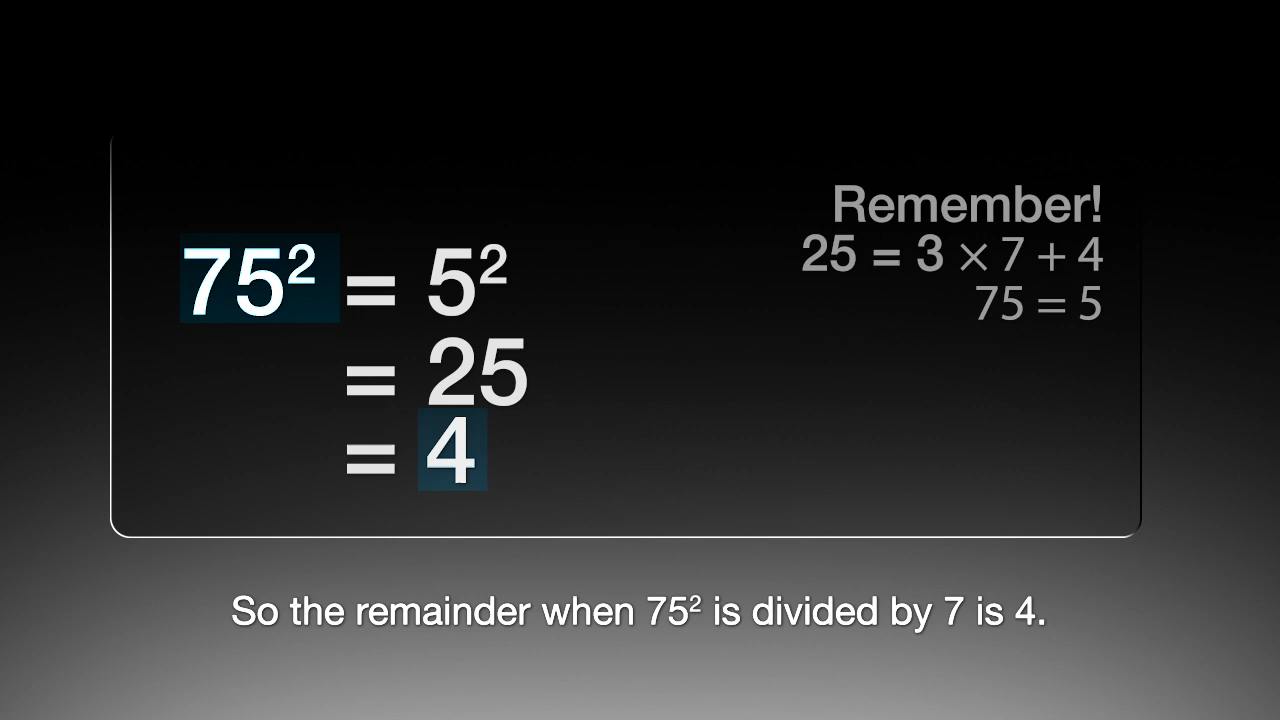 Remember!
25 = 3 × 7 + 4
75 = 5
75² = 5²
= 25
= 4
So the remainder when 75² is divided by 7 is 4.